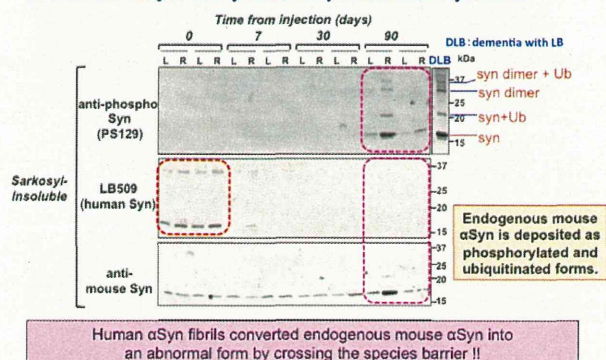 Time from injection (days)
0 7 30 90
DLB : dementia with LB
L R L R L R L R L R L R L R L R DLB kDa
37
25
20
15
syn dimer + Ub
syn dimer
syn+Ub
syn
anti-phospho
Syn
(PS129)
Sarkosyl-
Insoluble
LB509
(human Syn)
37
25
20
15
anti-
mouse Syn
37
25
20
15
Endogenous mouse
αSyn is deposited as
phosphorylated and
ubiquitinated forms.
Human αSyn fibrils converted endogenous mouse αSyn into
an abnormal form by crossing the species barrier !!